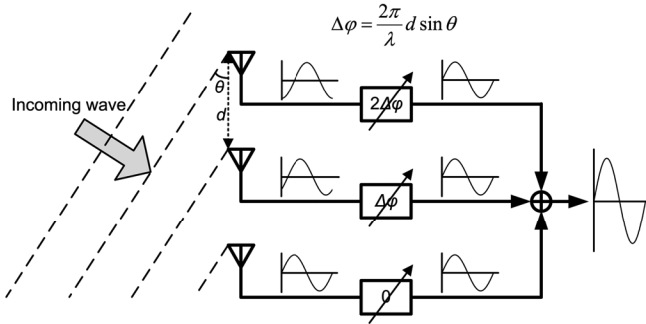 Δφ = 2π/λ d sin θ
θ
2Δφ
Incoming wave
d
Δφ
0